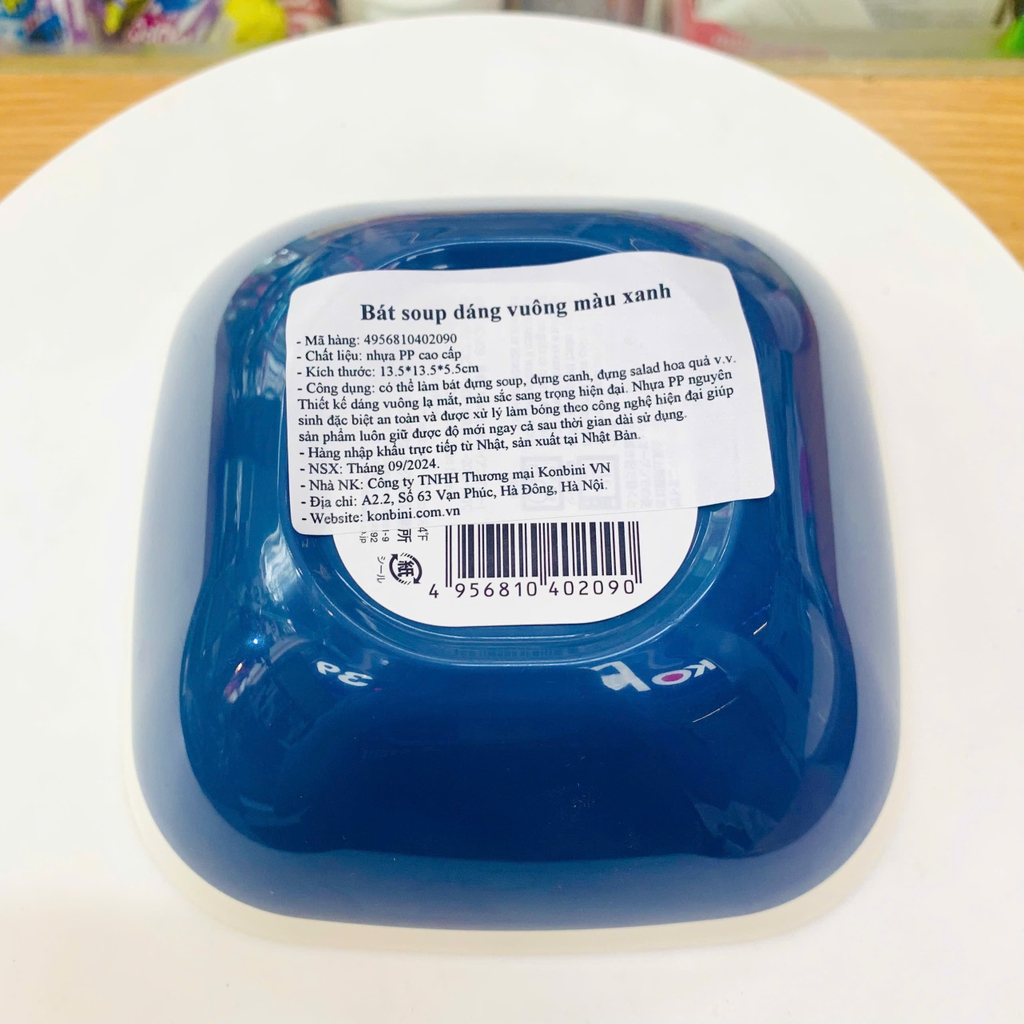 Bát soup dáng vuông màu xanh
- Mã hàng: 4956810402090
- Chất liệu: nhựa PP cao cấp
- Kích thước: 13.5*13.5*5.5cm
- Công dụng: có thể làm bát đựng soup, đựng canh, đựng salad hoa quả v.v.
Thiết kế dáng vuông lạ mắt, màu sắc sang trọng hiện đại. Nhựa PP nguyên
sinh đặc biệt an toàn và được xử lý làm bóng theo công nghệ hiện đại giúp
sản phẩm luôn giữ được độ mới ngay cả sau thời gian dài sử dụng.
- Hàng nhập khẩu trực tiếp từ Nhật, sản xuất tại Nhật Bản.
- NSX: Tháng 09/2024.
- Nhà NK: Công ty TNHH Thương mại Konbini VN
- Địa chỉ: A2.2, Số 63 Vạn Phúc, Hà Đông, Hà Nội
- Website: konbini.com.vn
所
紙
シール
4 956810 402090